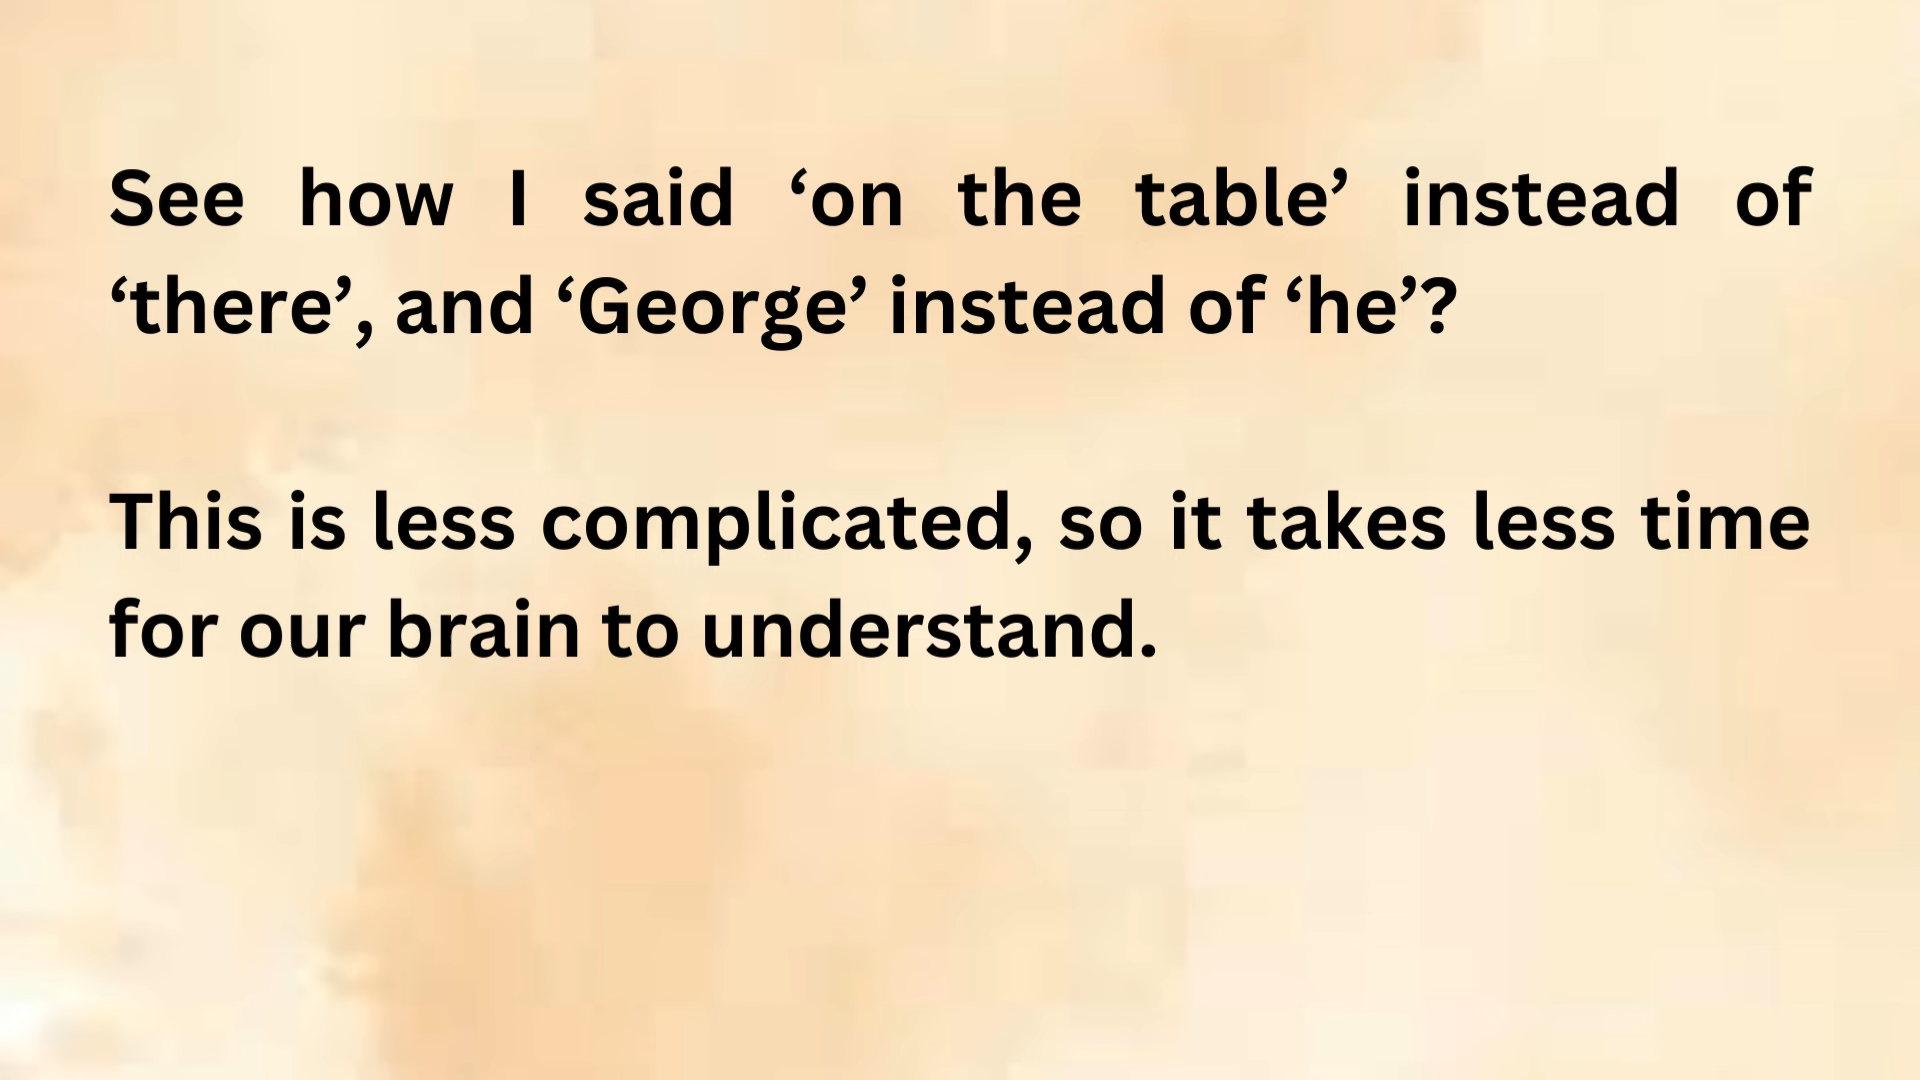 See how I said ‘on the table’ instead of
‘there’, and ‘George’ instead of ‘he’?
This is less complicated, so it takes less time
for our brain to understand.